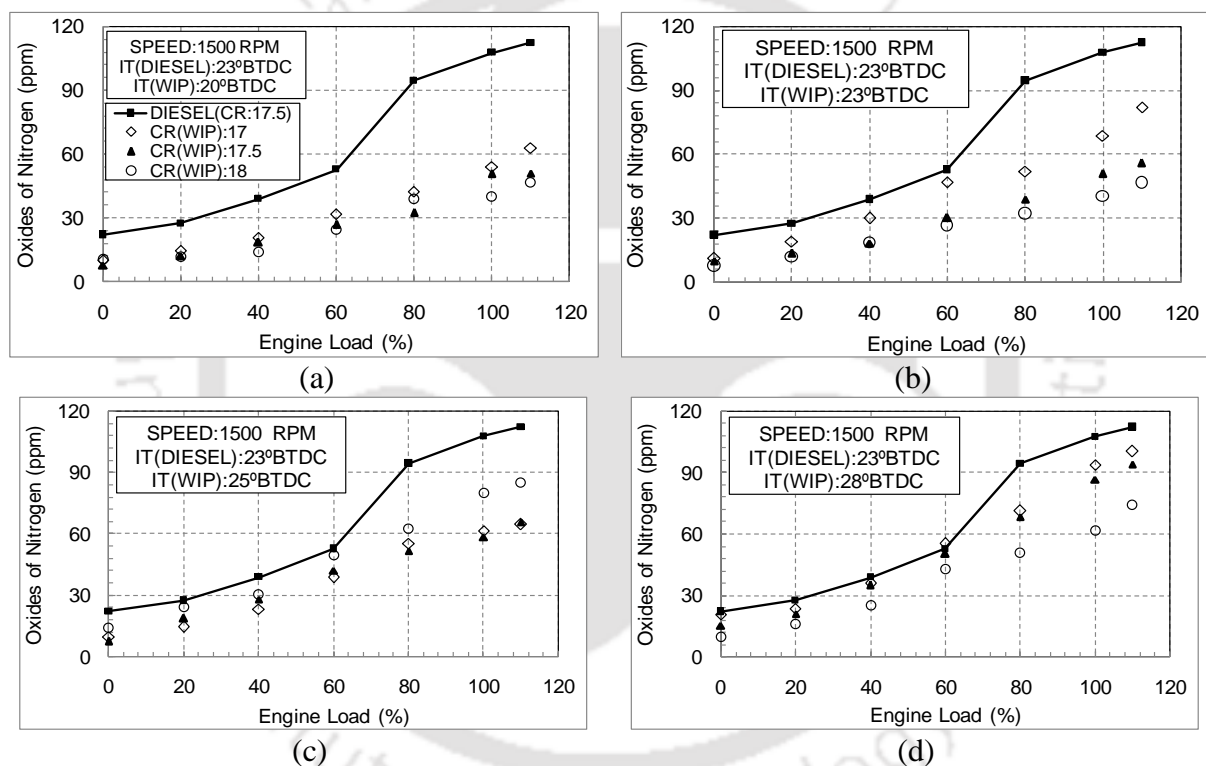 120
90
60
30
0
Oxides of Nitrogen (ppm)
SPEED:1500 RPM
IT(DIESEL):23ºBTDC
IT(WIP):20ºBTDC
DIESEL(CR:17.5)
CR(WIP):17
CR(WIP):17.5
CR(WIP):18
0 20 40 60 80 100 120
Engine Load (%)
(a)
120
90
60
30
0
Oxides of Nitrogen (ppm)
SPEED:1500 RPM
IT(DIESEL):23ºBTDC
IT(WIP):23ºBTDC
0 20 40 60 80 100 120
Engine Load (%)
(b)
120
90
60
30
0
Oxides of Nitrogen (ppm)
SPEED:1500 RPM
IT(DIESEL):23ºBTDC
IT(WIP):25ºBTDC
0 20 40 60 80 100 120
Engine Load (%)
(c)
120
90
60
30
0
Oxides of Nitrogen (ppm)
SPEED:1500 RPM
IT(DIESEL):23ºBTDC
IT(WIP):28ºBTDC
0 20 40 60 80 100 120
Engine Load (%)
(d)